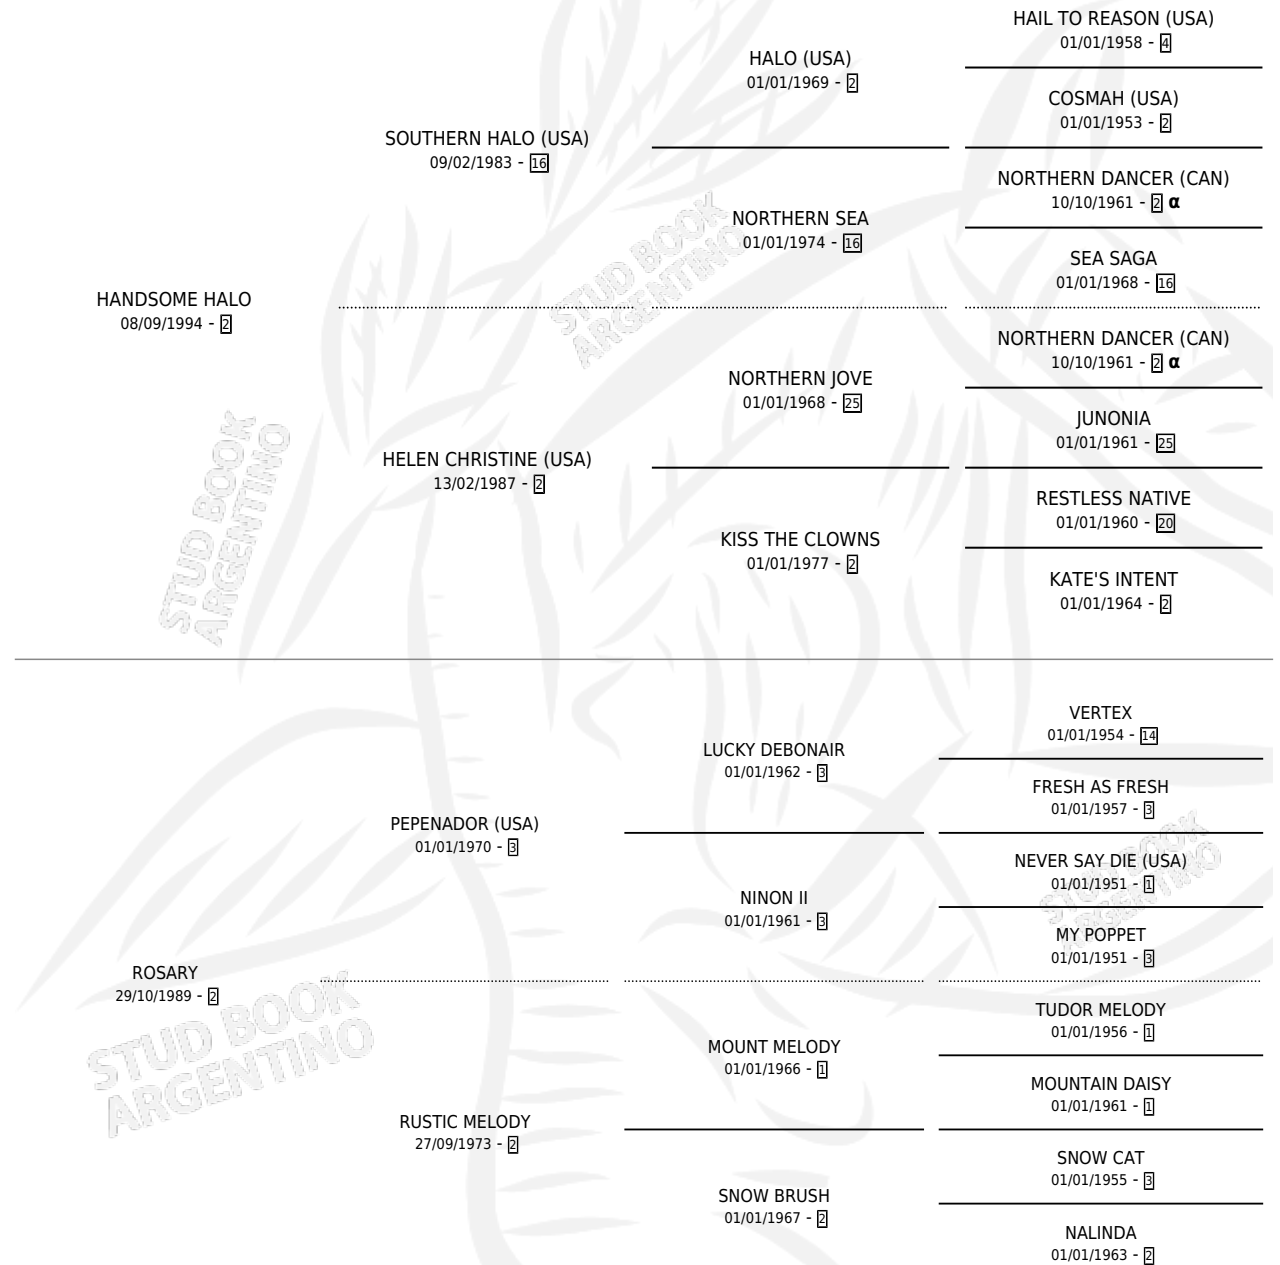 HAIL TO REASON (USA)
01/01/1958 - 4
HALO (USA)
01/01/1969 - 2
COSMAH (USA)
01/01/1953 - 2
SOUTHERN HALO (USA)
09/02/1983 - 16
NORTHERN DANCER (CAN)
10/10/1961 - 2 α
NORTHERN SEA
01/01/1974 - 16
SEA SAGA
01/01/1968 - 16
HANDSOME HALO
08/09/1994 - 2
NORTHERN DANCER (CAN)
10/10/1961 - 2 α
NORTHERN JOVE
01/01/1968 - 25
JUNONIA
01/01/1961 - 25
HELEN CHRISTINE (USA)
13/02/1987 - 2
RESTLESS NATIVE
01/01/1960 - 20
KISS THE CLOWNS
01/01/1977 - 2
KATE'S INTENT
01/01/1964 - 2
VERTEX
01/01/1954 - 14
LUCKY DEBONAIR
01/01/1962 - 3
FRESH AS FRESH
01/01/1957 - 3
PEPENADOR (USA)
01/01/1970 - 3
NEVER SAY DIE (USA)
01/01/1951 - 1
NINON II
01/01/1961 - 3
MY POPPET
01/01/1951 - 3
ROSARY
29/10/1989 - 2
TUDOR MELODY
01/01/1956 - 1
MOUNT MELODY
01/01/1966 - 1
MOUNTAIN DAISY
01/01/1961 - 1
RUSTIC MELODY
27/09/1973 - 2
SNOW CAT
01/01/1955 - 3
SNOW BRUSH
01/01/1967 - 2
NALINDA
01/01/1963 - 2
STUD BOOK
ARGENTINO
STUD BOOK
ARGENTINO
STUD BOOK
ARGENTINO
STUD BOOK
ARGENTINO